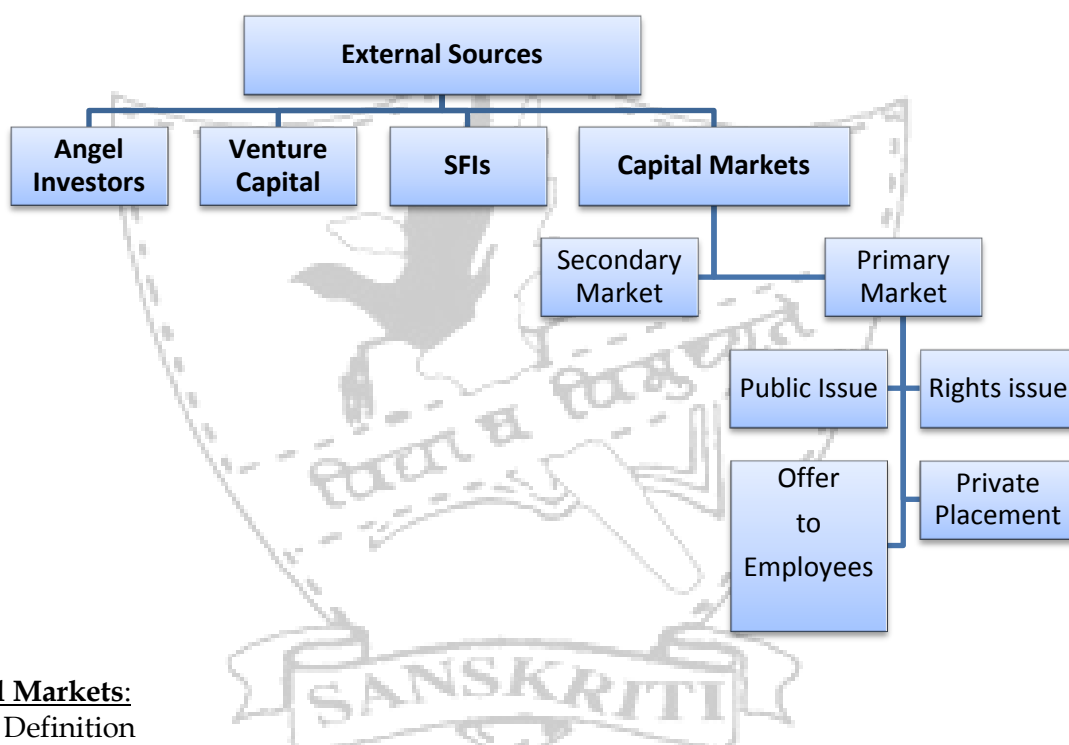 External Sources
Angel
Investors
Venture
Capital
SFIs
Capital Markets
Secondary
Market
Primary
Market
Public Issue
Rights issue
Offer
to
Employees
Private
Placement
SANSKRITI
l Markets:
Definition